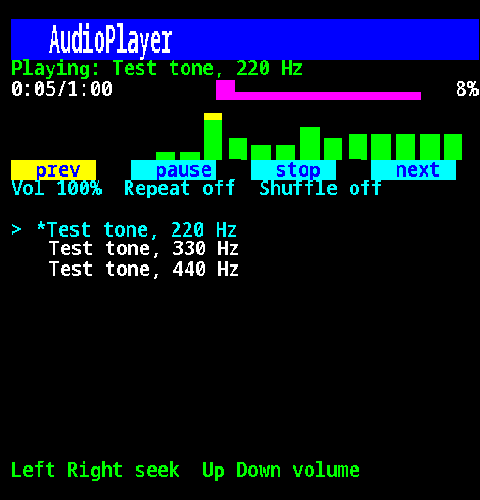 AudioPlayer
Playing: Test tone, 220 Hz
0:05/1:00 8%
prev pause stop next
Vol 100% Repeat off Shuffle off
> *Test tone, 220 Hz
Test tone, 330 Hz
Test tone, 440 Hz
Left Right seek Up Down volume